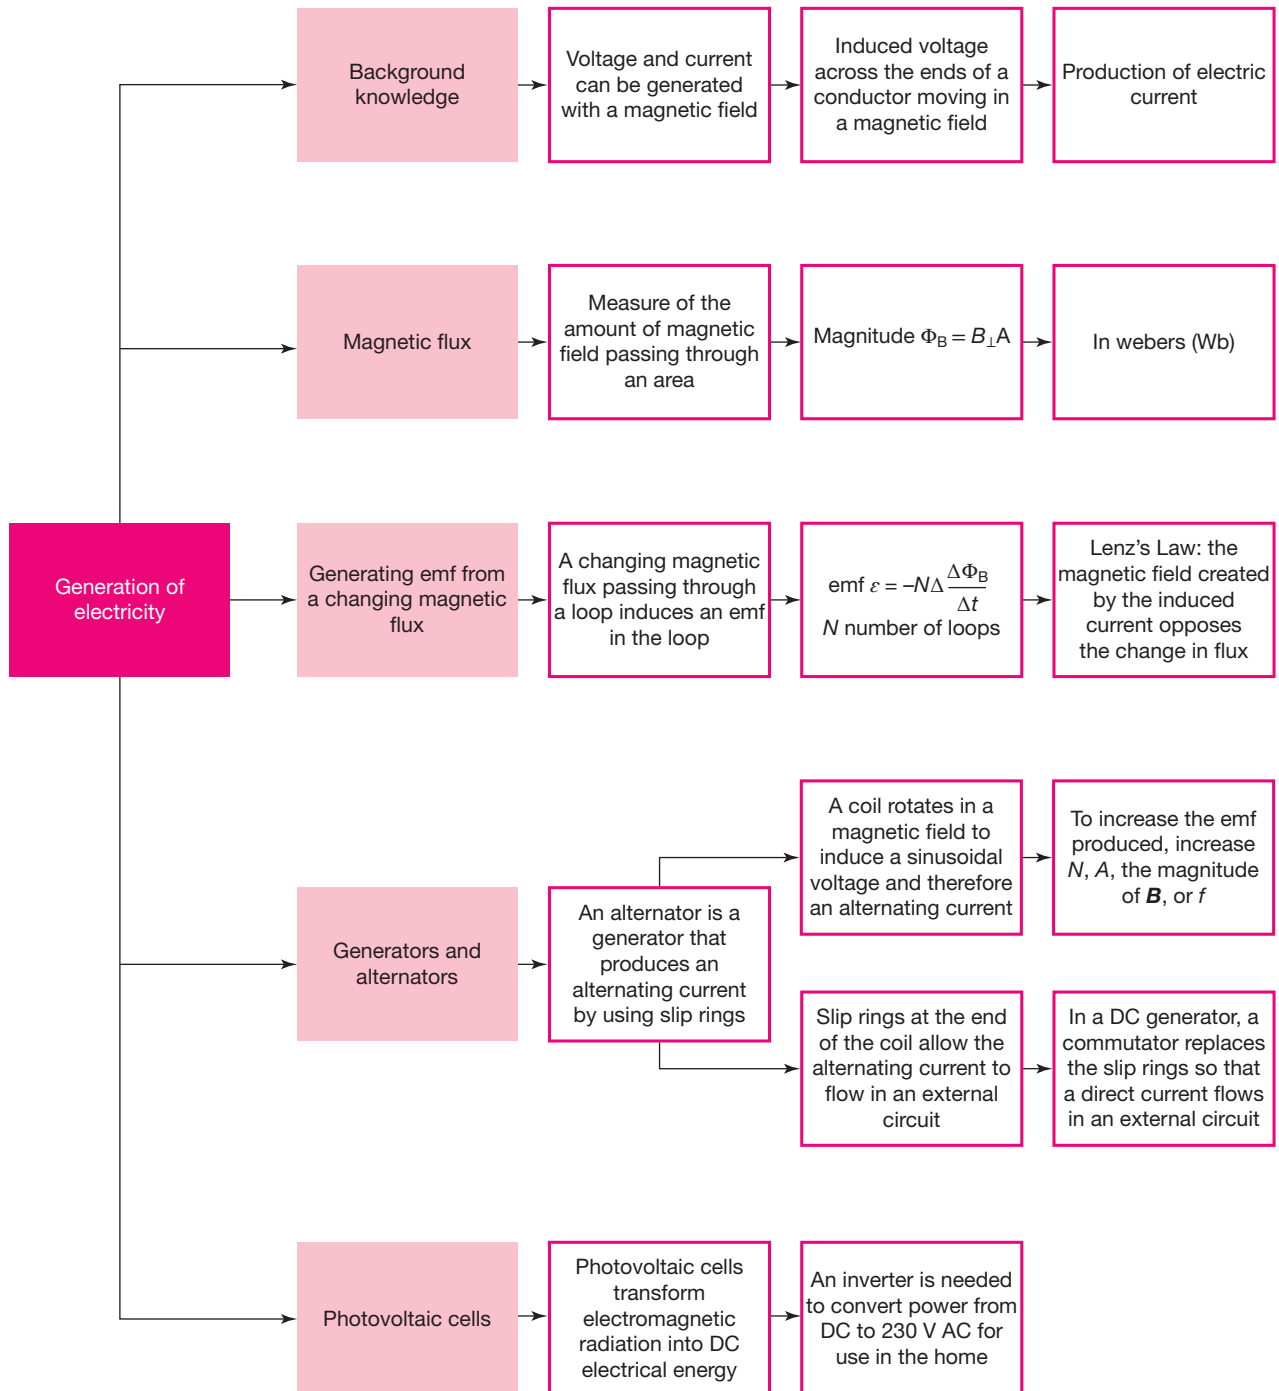 Background
knowledge
Voltage and current
can be generated
with a magnetic field
Induced voltage
across the ends of a
conductor moving in
a magnetic field
Production of electric
current
Magnetic flux
Measure of the
amount of magnetic
field passing through
an area
Magnitude Φ_B = B_⊥A
In webers (Wb)
Generation of
electricity
Generating emf from
a changing magnetic
flux
A changing magnetic
flux passing through
a loop induces an emf
in the loop
emf ε = –NΔ ΔΦ_B/Δt
N number of loops
Lenz’s Law: the
magnetic field created
by the induced
current opposes
the change in flux
Generators and
alternators
An alternator is a
generator that
produces an
alternating current
by using slip rings
A coil rotates in a
magnetic field to
induce a sinusoidal
voltage and therefore
an alternating current
To increase the emf
produced, increase
N, A, the magnitude
of B, or f
Slip rings at the end
of the coil allow the
alternating current to
flow in an external
circuit
In a DC generator, a
commutator replaces
the slip rings so that
a direct current flows
in an external circuit
Photovoltaic cells
Photovoltaic cells
transform
electromagnetic
radiation into DC
electrical energy
An inverter is needed
to convert power from
DC to 230 V AC for
use in the home